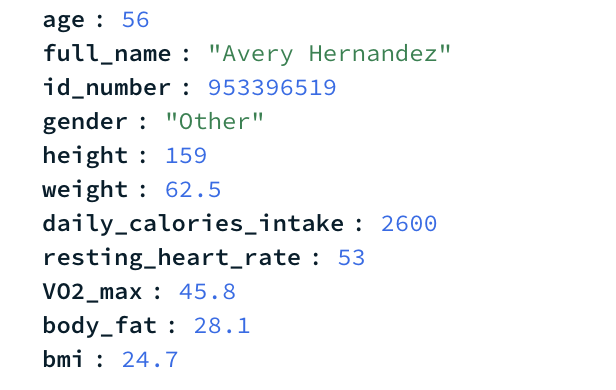 age : 56
full_name : "Avery Hernandez"
id_number : 953396519
gender : "Other"
height : 159
weight : 62.5
daily_calories_intake : 2600
resting_heart_rate : 53
VO2_max : 45.8
body_fat : 28.1
bmi : 24.7